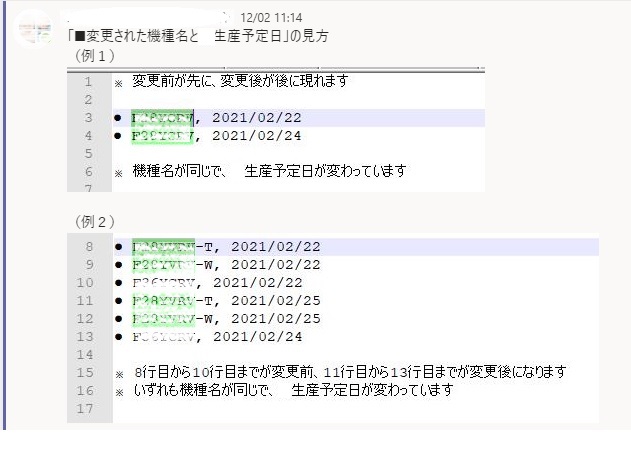 12/02 11:14
「■変更された機種名と 生産予定日」の見方
（例１）
1 ※ 変更前が先に、変更後が後に現れます
2
3 ● , 2021/02/22
4 ● , 2021/02/24
5
6 ※ 機種名が同じで、 生産予定日が変わっています
7
（例２）
8 ● -T, 2021/02/22
9 ● -W, 2021/02/22
10 ● , 2021/02/22
11 ● -T, 2021/02/25
12 ● -W, 2021/02/25
13 ● , 2021/02/24
14
15 ※ 8行目から10行目までが変更前、11行目から13行目までが変更後になります
16 ※ いずれも機種名が同じで、 生産予定日が変わっています
17